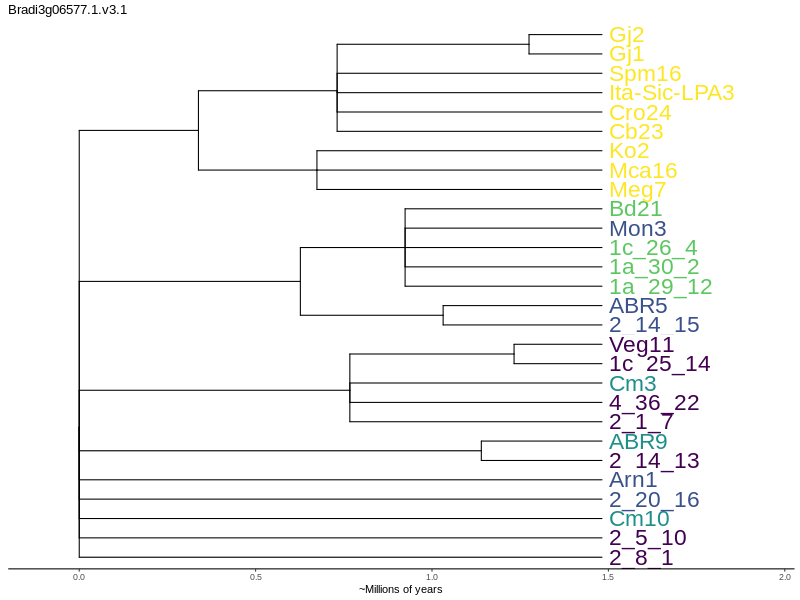 Bradi3g06577.1.v3.1
Gj2
Gj1
Spm16
Ita-Sic-LPA3
Cro24
Cb23
Ko2
Mca16
Meg7
Bd21
Mon3
1c_26_4
1a_30_2
1a_29_12
ABR5
2_14_15
Veg11
1c_25_14
Cm3
4_36_22
2_1_7
ABR9
2_14_13
Arn1
2_20_16
Cm10
2_5_10
2_8_1
0.0 0.5 1.0 1.5 2.0
~Millions of years